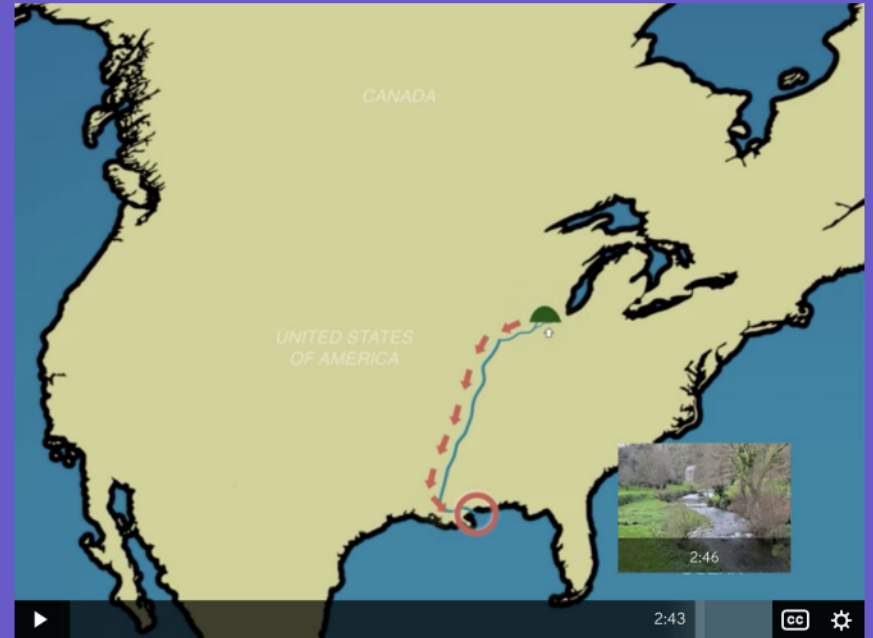 CANADA
UNITED STATES
OF AMERICA
2:46
2:43
CC